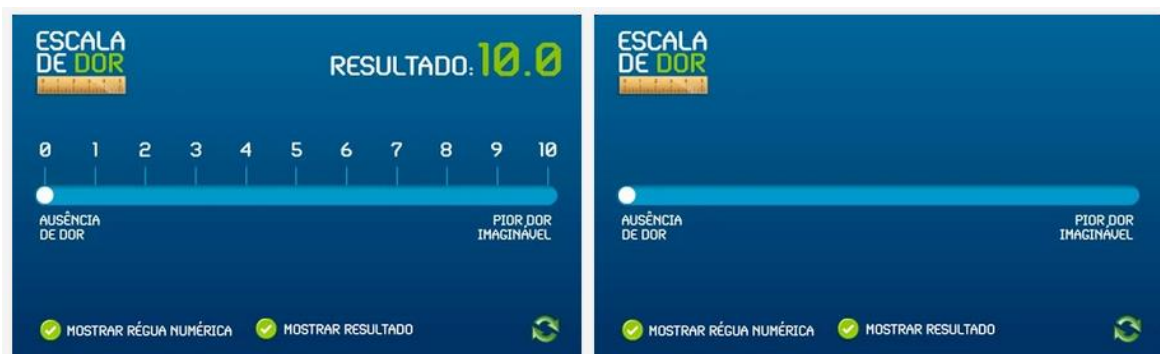 ESCALA
DE DOR
RESULTADO: 10.0
0 1 2 3 4 5 6 7 8 9 10
AUSÊNCIA
DE DOR
PIOR DOR
IMAGINÁVEL
MOSTRAR RÉGUA NUMÉRICA
MOSTRAR RESULTADO
ESCALA
DE DOR
AUSÊNCIA
DE DOR
PIOR DOR
IMAGINÁVEL
MOSTRAR RÉGUA NUMÉRICA
MOSTRAR RESULTADO